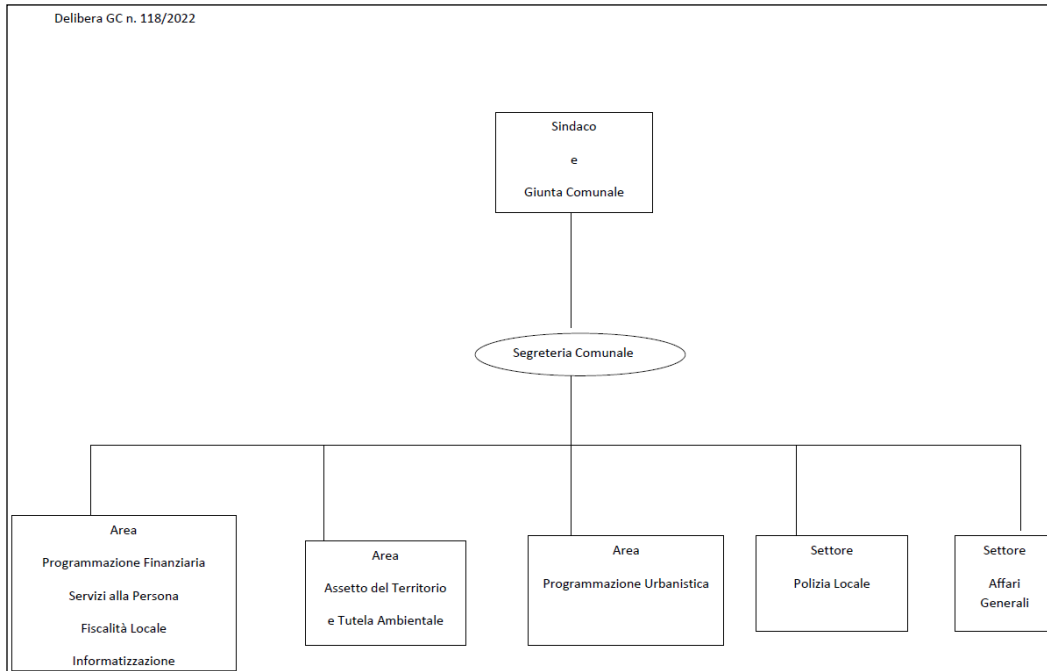 Delibera GC n. 118/2022
Sindaco
e
Giunta Comunale
Segreteria Comunale
Area
Programmazione Finanziaria
Servizi alla Persona
Fiscalità Locale
Informatizzazione
Area
Assetto del Territorio
e Tutela Ambientale
Area
Programmazione Urbanistica
Settore
Polizia Locale
Settore
Affari
Generali